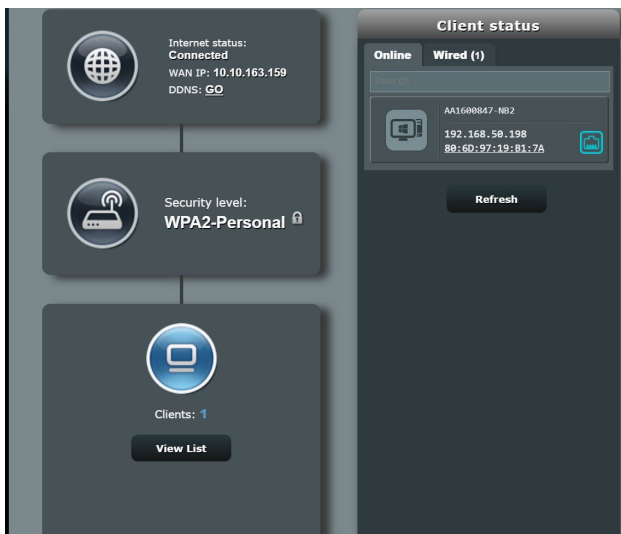 Internet status:
Connected
WAN IP: 10.10.163.159
DDNS: GO
Security level:
WPA2-Personal
Clients: 1
View List
Client status
Online Wired (1)
Search
AA1600847-NB2
192.168.50.198
80:6D:97:19:B1:7A
Refresh